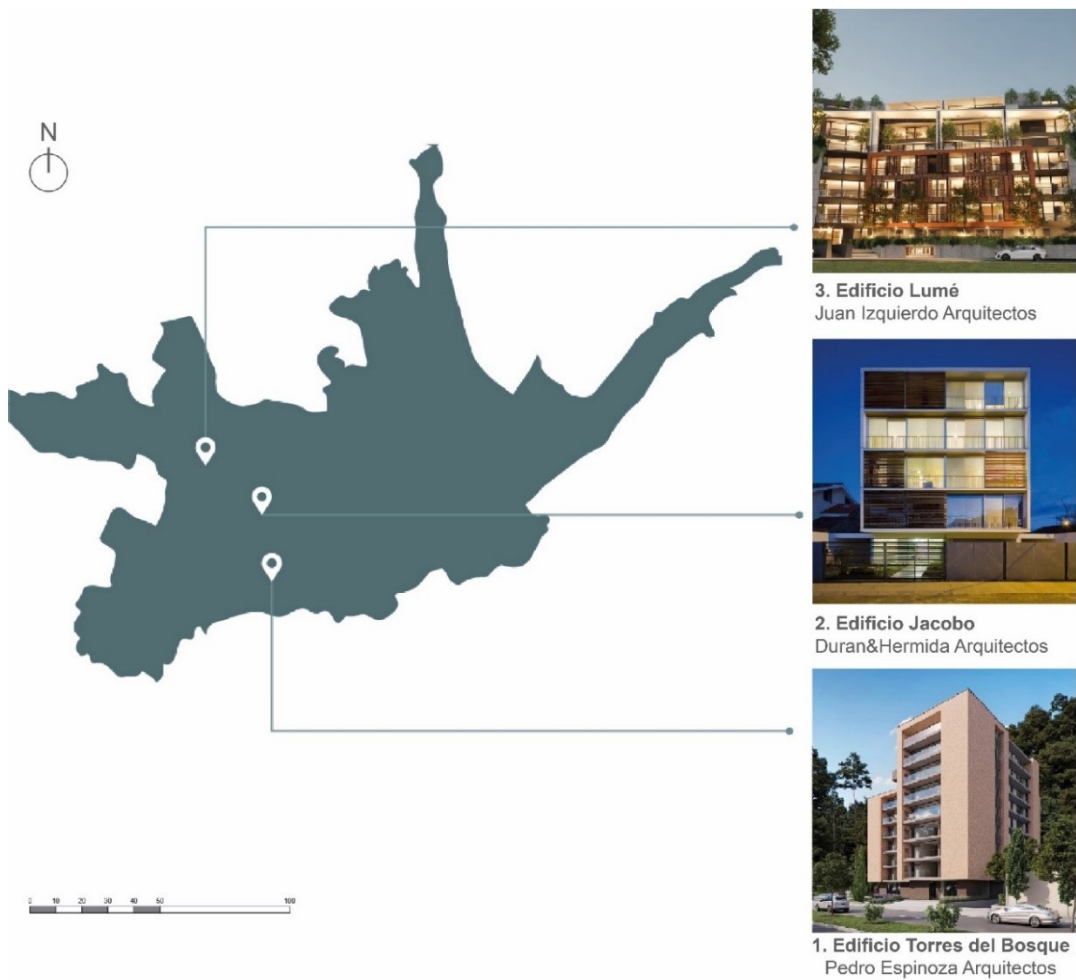 N
3. Edificio Lumé
Juan Izquierdo Arquitectos
2. Edificio Jacobo
Duran&Hermida Arquitectos
1. Edificio Torres del Bosque
Pedro Espinoza Arquitectos
0 10 20 30 40 50 100